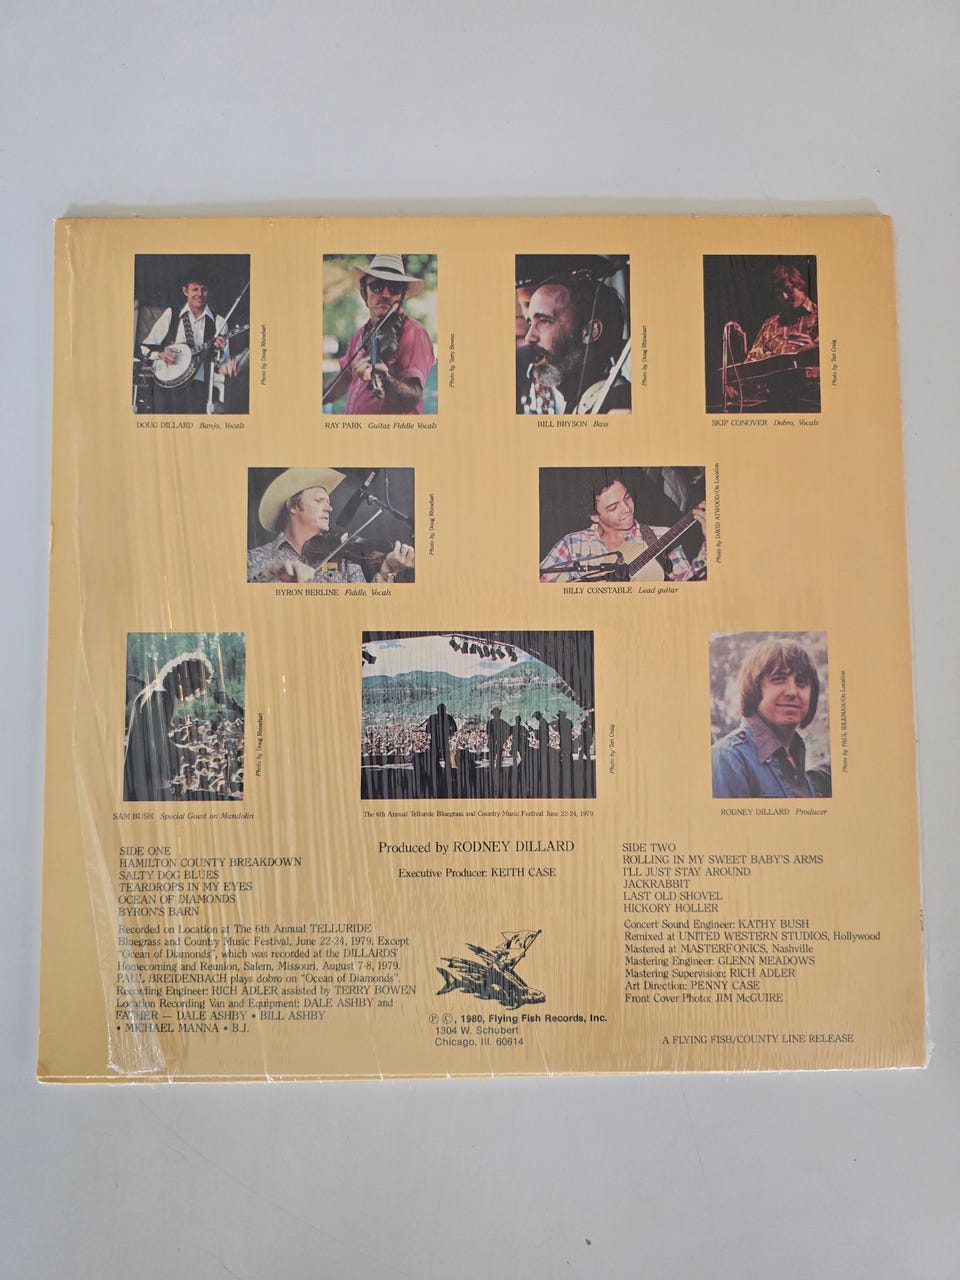 Photo by Doug Rhinehart
Photo by Terry Bowen
Photo by Doug Rhinehart
Photo by Teri Craig
DOUG DILLARD Banjo, Vocals
RAY PARK Guitar, Fiddle Vocals
BILL BRYSON Bass
SKIP CONOVER Dobro, Vocals
Photo by Doug Rhinehart
Photo by DAVID ATWOOD/On Location
BYRON BERLINE Fiddle, Vocals
BILLY CONSTABLE Lead guitar
Photo by Doug Rhinehart
Photo by Teri Craig
Photo by PAUL IDLEMAN/On Location
SAM BUSH Special Guest on Mandolin
The 6th Annual Telluride Bluegrass and Country Music Festival June 22-24, 1979
RODNEY DILLARD Producer
SIDE ONE
HAMILTON COUNTY BREAKDOWN
SALTY DOG BLUES
TEARDROPS IN MY EYES
OCEAN OF DIAMONDS
BYRON'S BARN
Recorded on Location at The 6th Annual TELLURIDE
Bluegrass and Country Music Festival, June 22-24, 1979, Except
"Ocean of Diamonds", which was recorded at the DILLARDS'
Homecoming and Reunion, Salem, Missouri, August 7-8, 1979.
PAUL BREIDENBACH plays dobro on "Ocean of Diamonds".
Recording Engineer: RICH ADLER assisted by TERRY BOWEN
Location Recording Van and Equipment: DALE ASHBY and
FATHER — DALE ASHBY • BILL ASHBY
• MICHAEL MANNA • B.J.
Produced by RODNEY DILLARD
Executive Producer: KEITH CASE
Ⓟ ©, 1980, Flying Fish Records, Inc.
1304 W. Schubert
Chicago, Ill. 60614
SIDE TWO
ROLLING IN MY SWEET BABY'S ARMS
I'LL JUST STAY AROUND
JACKRABBIT
LAST OLD SHOVEL
HICKORY HOLLER
Concert Sound Engineer: KATHY BUSH
Remixed at UNITED WESTERN STUDIOS, Hollywood
Mastered at MASTERFONICS, Nashville
Mastering Engineer: GLENN MEADOWS
Mastering Supervision: RICH ADLER
Art Direction: PENNY CASE
Front Cover Photo: JIM McGUIRE
A FLYING FISH/COUNTY LINE RELEASE